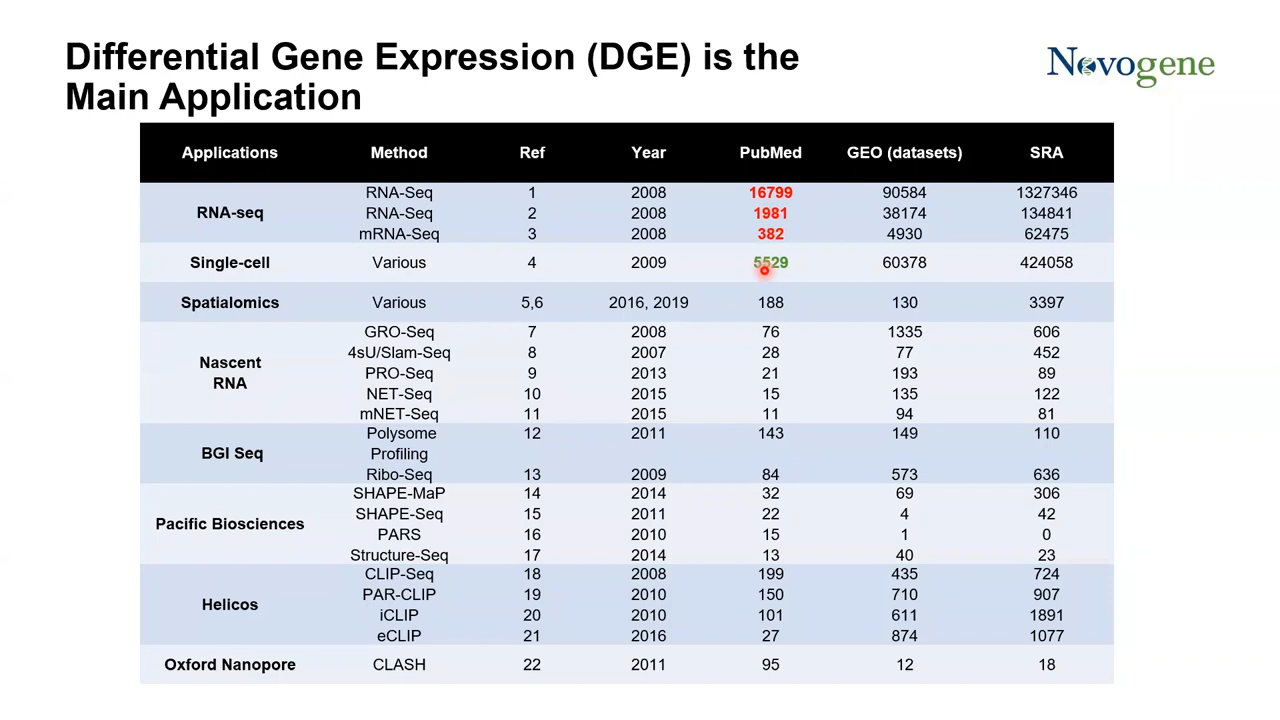 Differential Gene Expression (DGE) is the
Main Application
Novogene
Applications Method Ref Year PubMed GEO (datasets) SRA
RNA-seq
RNA-Seq 1 2008 16799 90584 1327346
RNA-Seq 2 2008 1981 38174 134841
mRNA-Seq 3 2008 382 4930 62475
Single-cell Various 4 2009 5529 60378 424058
Spatialomics Various 5,6 2016, 2019 188 130 3397
Nascent
RNA
GRO-Seq 7 2008 76 1335 606
4sU/Slam-Seq 8 2007 28 77 452
PRO-Seq 9 2013 21 193 89
NET-Seq 10 2015 15 135 122
mNET-Seq 11 2015 11 94 81
BGI Seq
Polysome 12 2011 143 149 110
Profiling
Ribo-Seq 13 2009 84 573 636
Pacific Biosciences
SHAPE-MaP 14 2014 32 69 306
SHAPE-Seq 15 2011 22 4 42
PARS 16 2010 15 1 0
Structure-Seq 17 2014 13 40 23
Helicos
CLIP-Seq 18 2008 199 435 724
PAR-CLIP 19 2010 150 710 907
iCLIP 20 2010 101 611 1891
eCLIP 21 2016 27 874 1077
Oxford Nanopore CLASH 22 2011 95 12 18